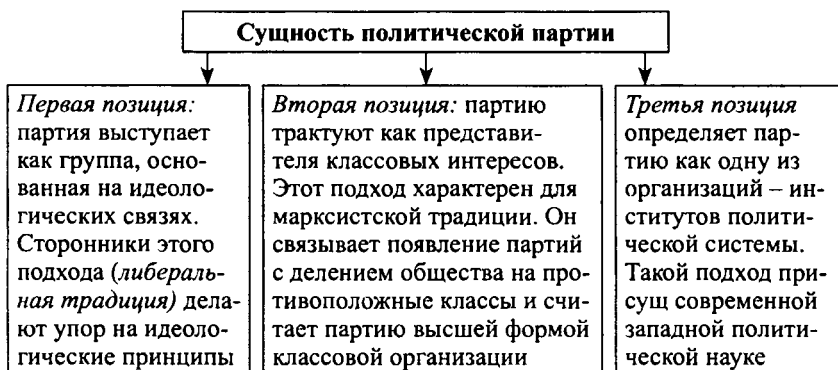 Сущность политической партии
Первая позиция:
партия выступает
как группа, осно-
ванная на идеоло-
гических связях.
Сторонники этого
подхода (либераль-
ная традиция) дела-
ют упор на идеоло-
гические принципы
Вторая позиция: партию
трактуют как представи-
теля классовых интересов.
Этот подход характерен для
марксистской традиции. Он
связывает появление партий
с делением общества на про-
тивоположные классы и счи-
тает партию высшей формой
классовой организации
Третья позиция
определяет пар-
тию как одну из
организаций – ин-
ститутов полити-
ческой системы.
Такой подход при-
сущ современной
западной полити-
ческой науке